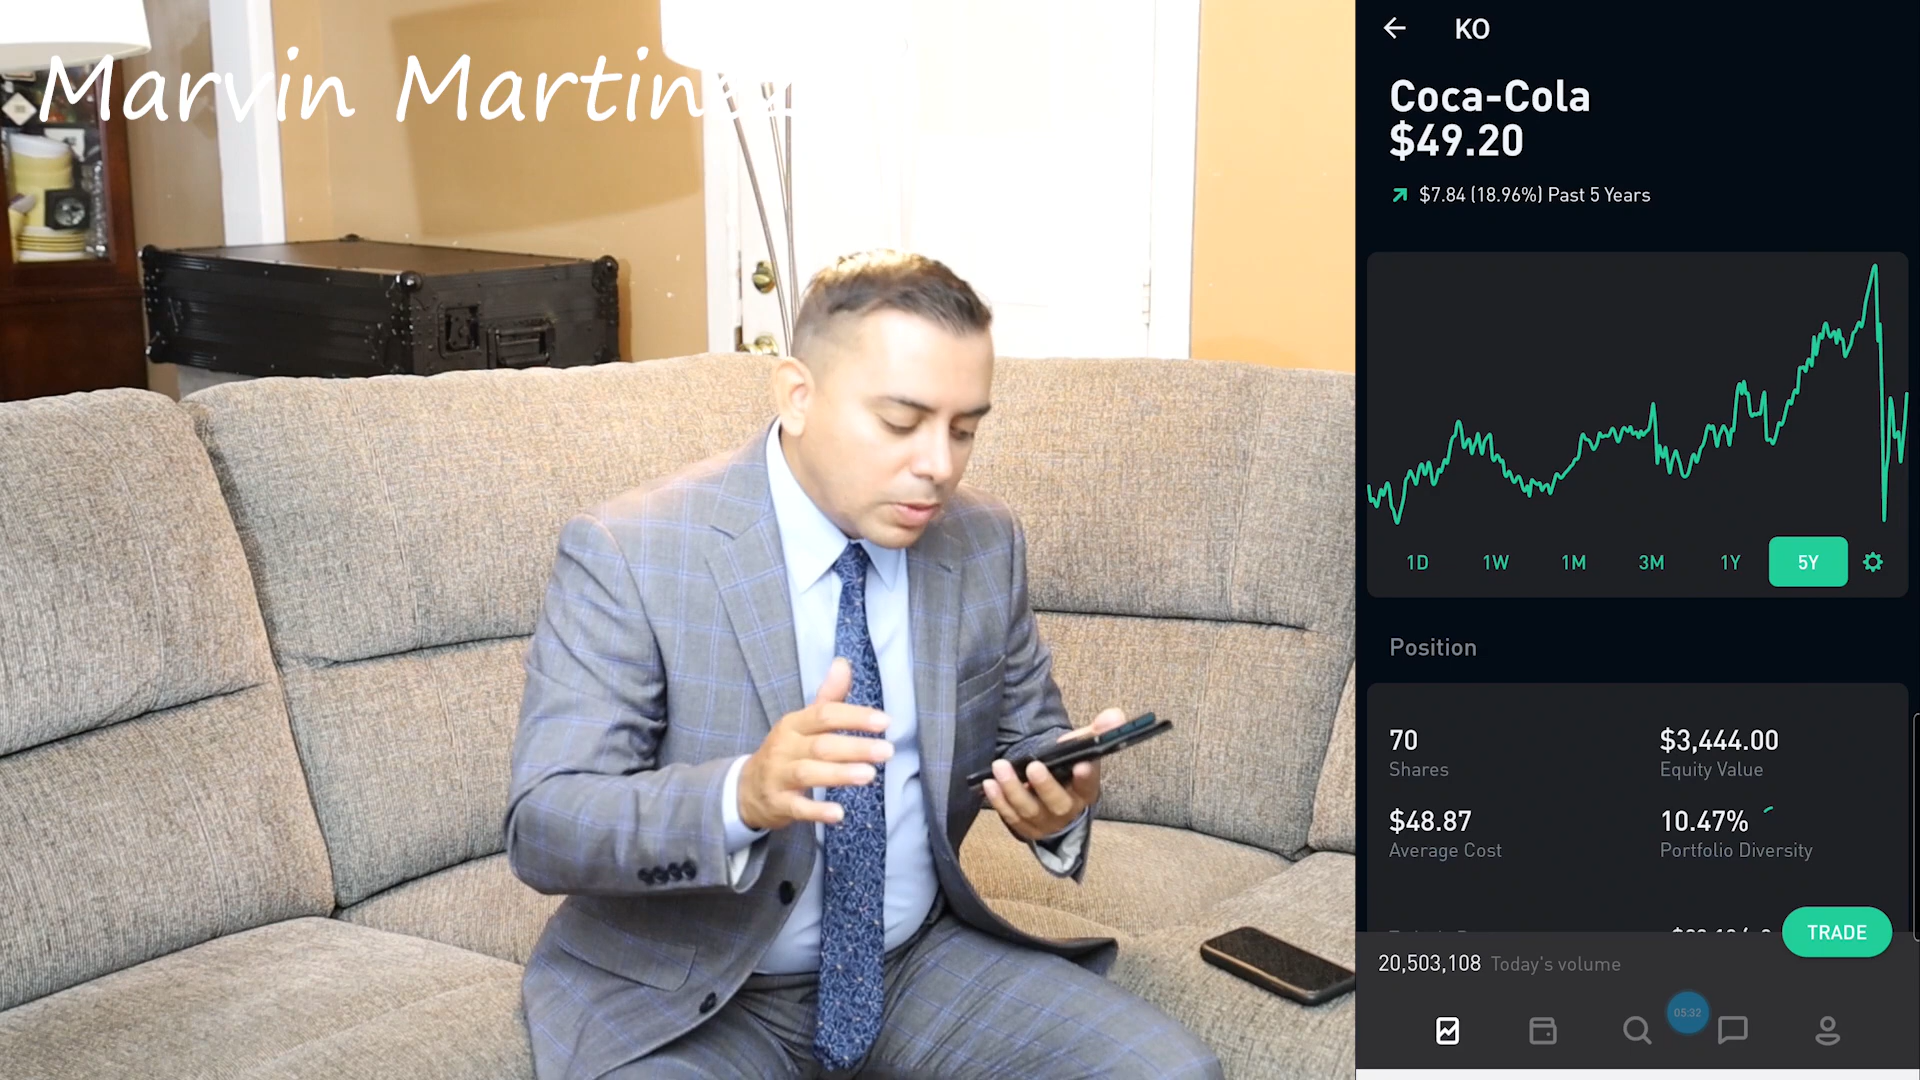 Marvin Martinez
KO
Coca-Cola
$49.20
$7.84 (18.96%) Past 5 Years
1D 1W 1M 3M 1Y 5Y
Position
70 $3,444.00
Shares Equity Value
$48.87 10.47%
Average Cost Portfolio Diversity
TRADE
20,503,108 Today's volume
05:32